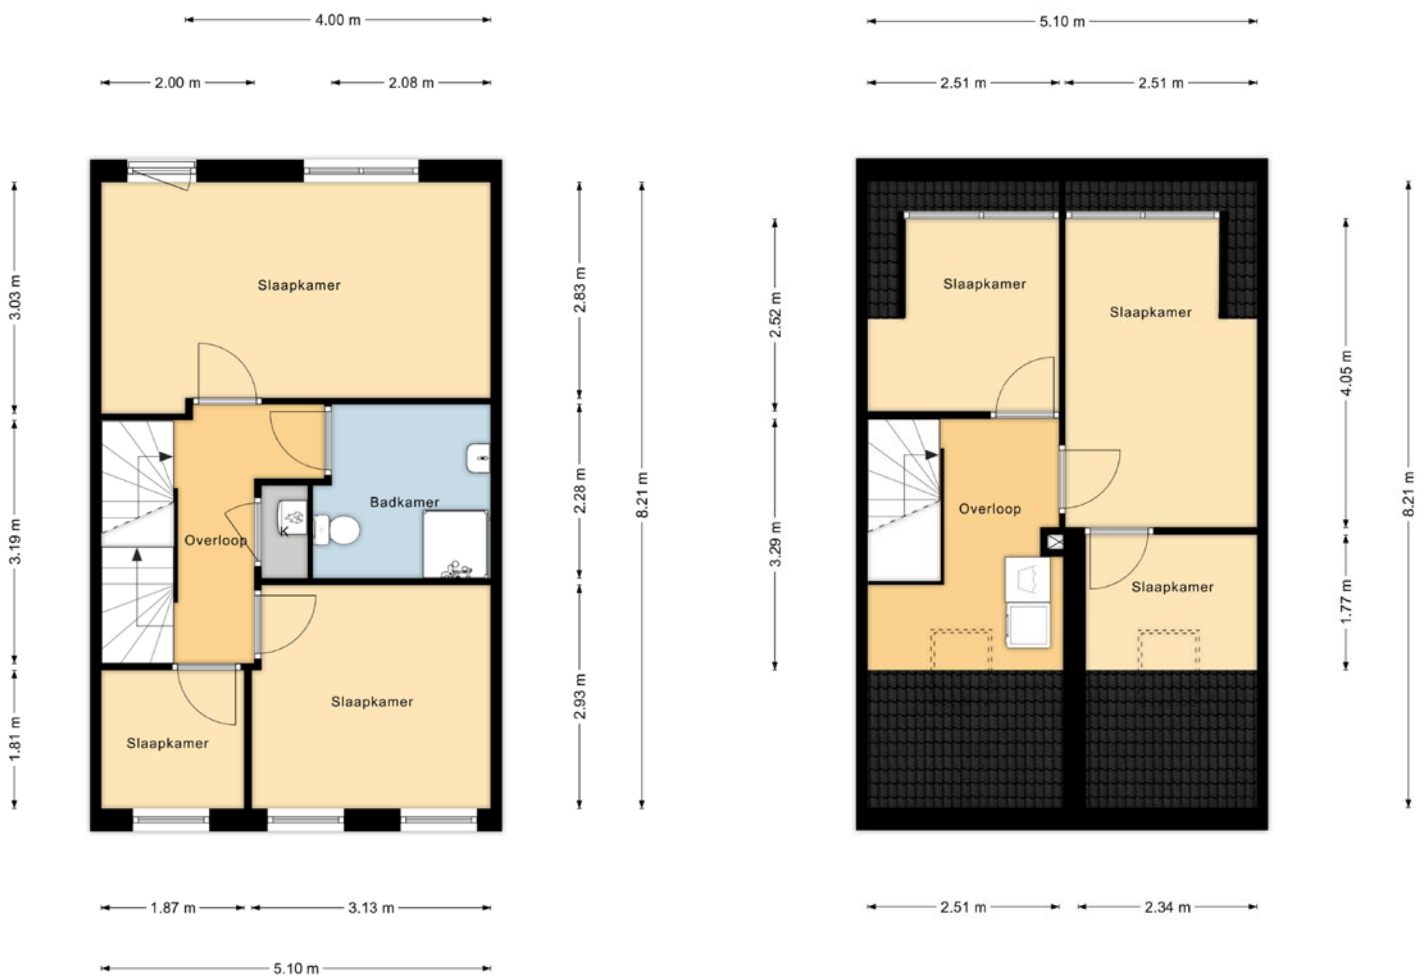 4.00 m
5.10 m
2.00 m
2.08 m
2.51 m
2.51 m
Slaapkamer
3.03 m
2.83 m
Slaapkamer
2.52 m
Slaapkamer
4.05 m
8.21 m
8.21 m
Badkamer
2.28 m
K
Overloop
3.19 m
Overloop
3.29 m
Slaapkamer
1.77 m
Slaapkamer
2.93 m
Slaapkamer
1.81 m
1.87 m
3.13 m
2.51 m
2.34 m
5.10 m